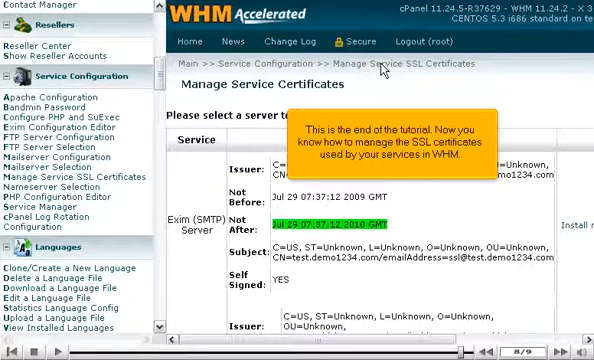 Contact Manager
Resellers
Reseller Center
Show Reseller Accounts
Service Configuration
Apache Configuration
Bandmin Password
Configure PHP and SuExec
Exim Configuration Editor
FTP Server Configuration
FTP Server Selection
Mailserver Configuration
Mailserver Selection
Manage Service SSL Certificates
Nameserver Selection
PHP Configuration Editor
Service Manager
cPanel Log Rotation
Configuration
Languages
Clone/Create a New Language
Delete a Language File
Download a Language File
Edit a Language File
Statistics Language Config
Upload a Language File
View Installed Languages
WHM Accelerated
cPanel 11.24.5-R37629 - WHM 11.24.2 - X
CENTOS 5.3 i686 standard on
Home News Change Log Secure Logout (root)
Main >> Service Configuration >> Manage Service SSL Certificates
Manage Service Certificates
Please select a server t
This is the end of the tutorial. Now you
know how to manage the SSL certificates
used by your services in WHM.
Service
Exim (SMTP)
Server
Issuer:
Not
Before:
Jul 29 07:37:12 2009 GMT
Not
After:
Jul 29 07:37:12 2010 GMT
Subject:
C=US, ST=Unknown, L=Unknown, O=Unknown, OU=Unknown,
CN=test.demo1234.com/emailAddress=ssl@test.demo1234.com
Self
Signed:
YES
Install
Issuer:
C=US, ST=Unknown, L=Unknown, O=Unknown,
OU=Unknown,
8/9